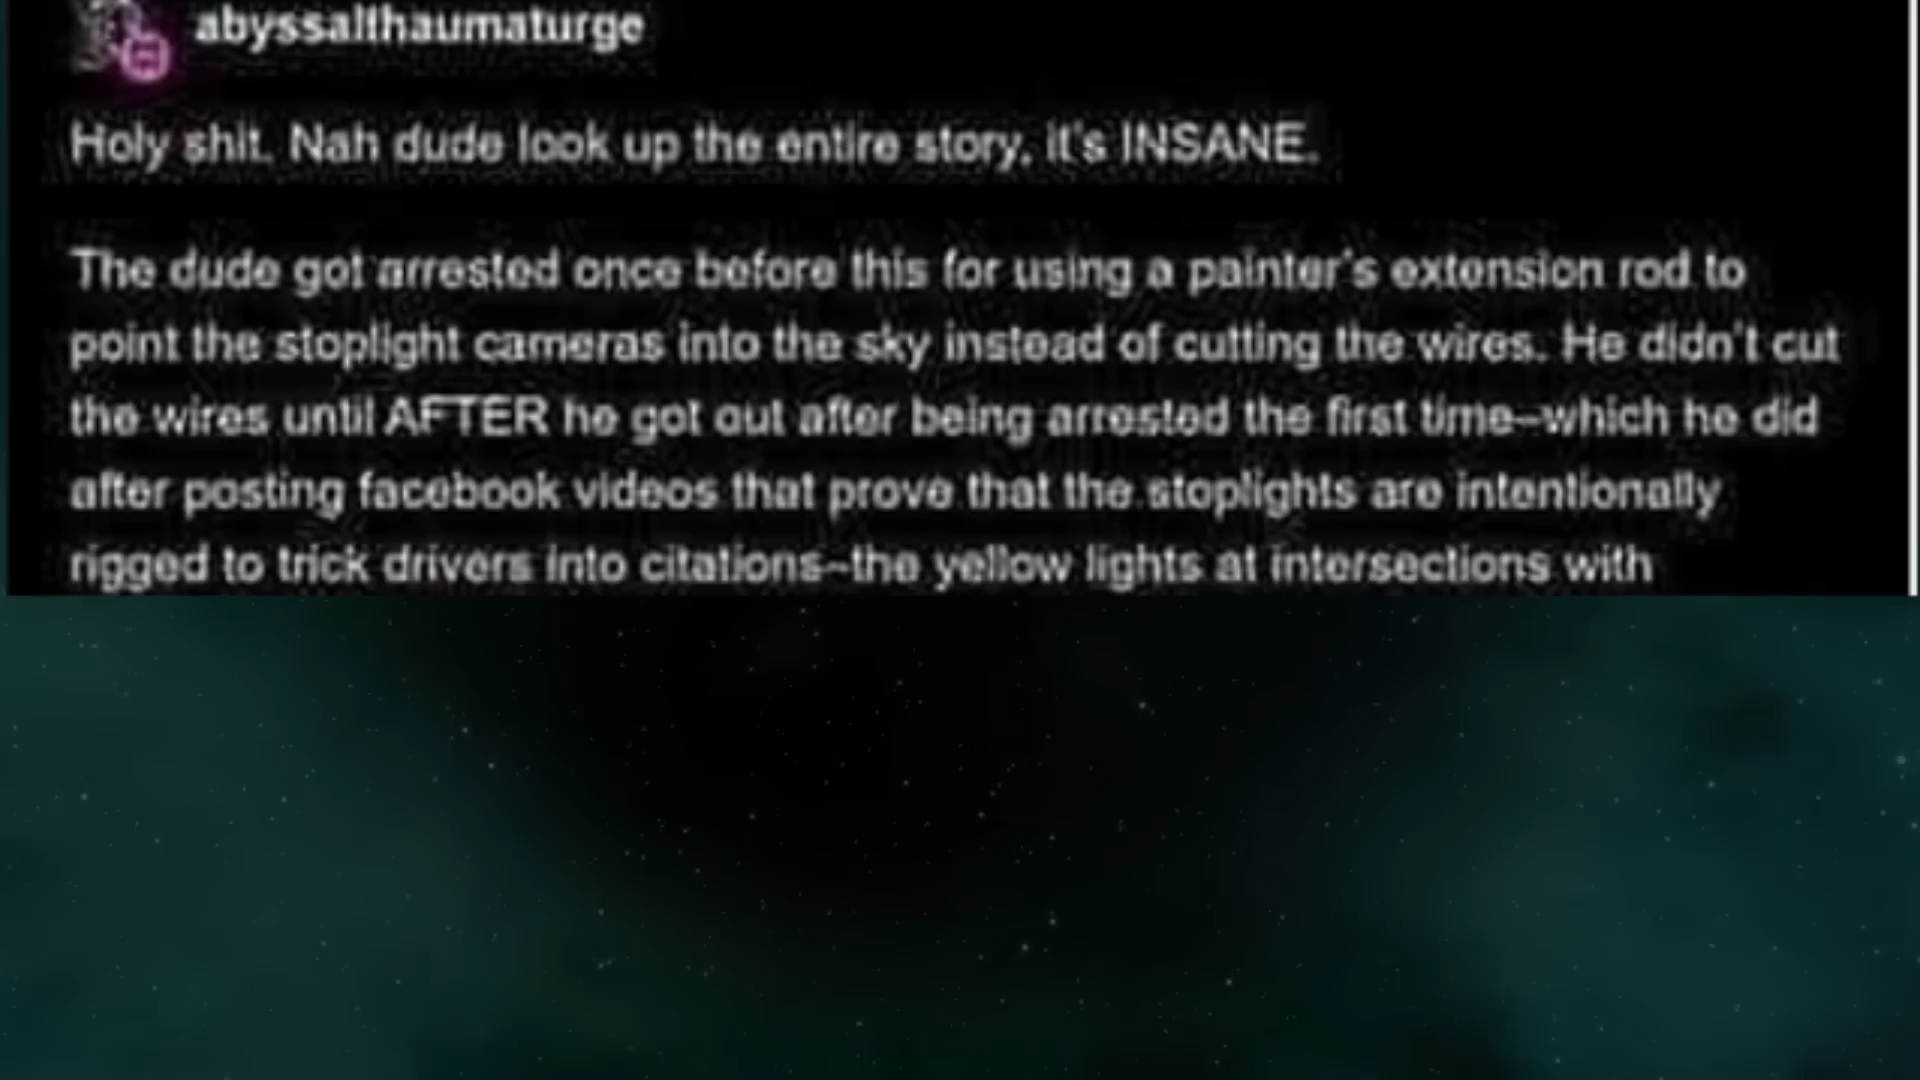 abyssalthaumaturge
Holy shit. Nah dude look up the entire story, it's INSANE.
The dude got arrested once before this for using a painter's extension rod to
point the stoplight cameras into the sky instead of cutting the wires. He didn't cut
the wires until AFTER he got out after being arrested the first time–which he did
after posting facebook videos that prove that the stoplights are intentionally
rigged to trick drivers into citations–the yellow lights at intersections with